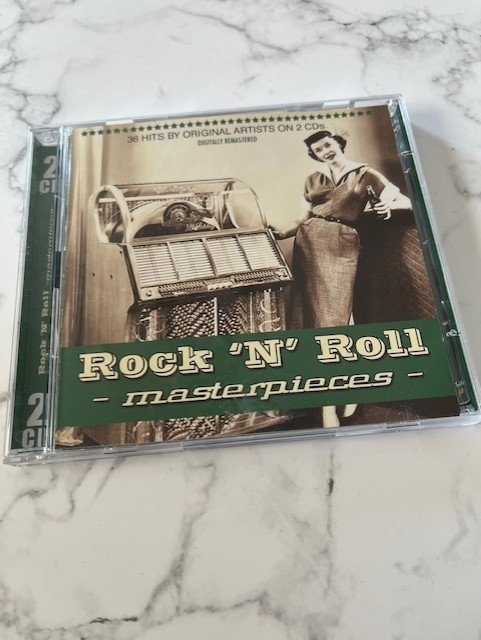 36 HITS BY ORIGINAL ARTISTS ON 2 CDs
DIGITALLY REMASTERED
Rock 'N' Roll
- masterpieces -
2
CD
Rock 'N' Roll masterpieces
2
CD